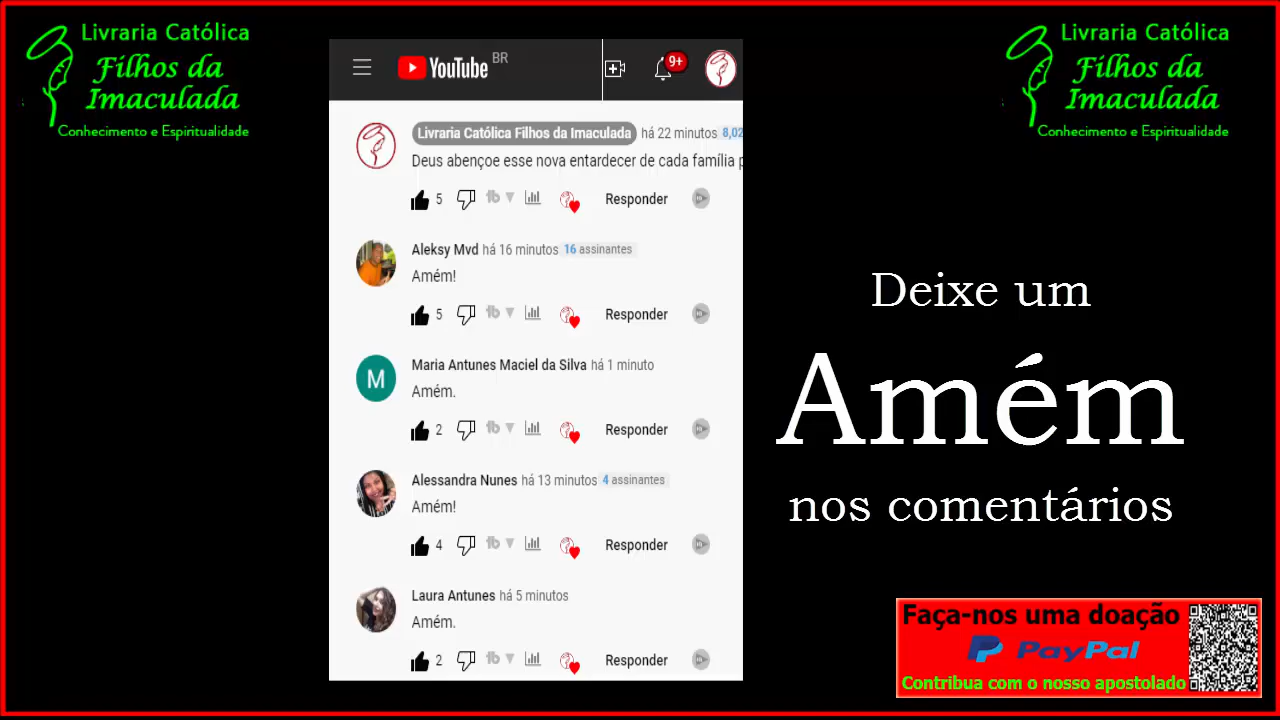 Livraria Católica
Filhos da
Imaculada
Conhecimento e Espiritualidade
YouTube BR
9+
Livraria Católica Filhos da Imaculada há 22 minutos 8,02
Deus abençoe esse nova entardecer de cada família
5 Responder
Aleksy Mvd há 16 minutos 16 assinantes
Amém!
5 Responder
M
Maria Antunes Maciel da Silva há 1 minuto
Amém.
2 Responder
Alessandra Nunes há 13 minutos 4 assinantes
Amém!
4 Responder
Laura Antunes há 5 minutos
Amém.
2 Responder
Livraria Católica
Filhos da
Imaculada
Conhecimento e Espiritualidade
Deixe um
Amém
nos comentários
Faça-nos uma doação
PayPal
Contribua com o nosso apostolado